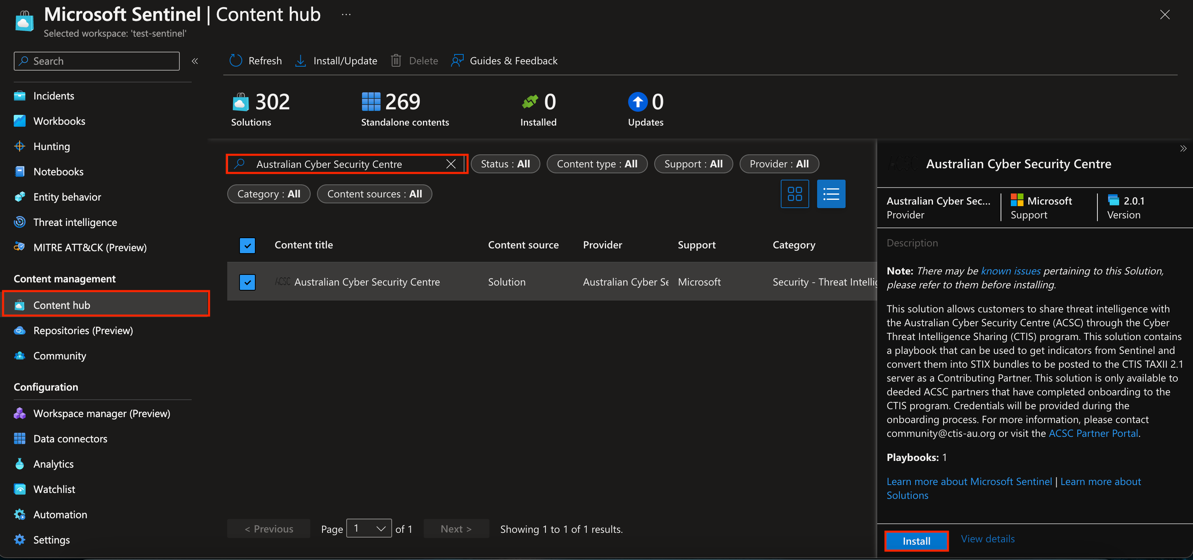 Microsoft Sentinel | Content hub ...
Selected workspace: 'test-sentinel'
Search
«
Incidents
Workbooks
Hunting
Notebooks
Entity behavior
Threat intelligence
MITRE ATT&CK (Preview)
Content management
Content hub
Repositories (Preview)
Community
Configuration
Workspace manager (Preview)
Data connectors
Analytics
Watchlist
Automation
Settings
Refresh Install/Update Delete Guides & Feedback
302 269 0 0
Solutions Standalone contents Installed Updates
Australian Cyber Security Centre Status : All Content type : All Support : All Provider : All
Category : All Content sources : All
Content title Content source Provider Support Category
ACSC Australian Cyber Security Centre Solution Australian Cyber Se Microsoft Security - Threat Intellig
< Previous Page 1 of 1 Next > Showing 1 to 1 of 1 results.
»
Australian Cyber Security Centre
Australian Cyber Sec... Microsoft 2.0.1
Provider Support Version
Description
Note: There may be known issues pertaining to this Solution,
please refer to them before installing.
This solution allows customers to share threat intelligence with
the Australian Cyber Security Centre (ACSC) through the Cyber
Threat Intelligence Sharing (CTIS) program. This solution contains
a playbook that can be used to get indicators from Sentinel and
convert them into STIX bundles to be posted to the CTIS TAXII 2.1
server as a Contributing Partner. This solution is only available to
deeded ACSC partners that have completed onboarding to the
CTIS program. Credentials will be provided during the
onboarding process. For more information, please contact
community@ctis-au.org or visit the ACSC Partner Portal.
Playbooks: 1
Learn more about Microsoft Sentinel | Learn more about
Solutions
Install View details